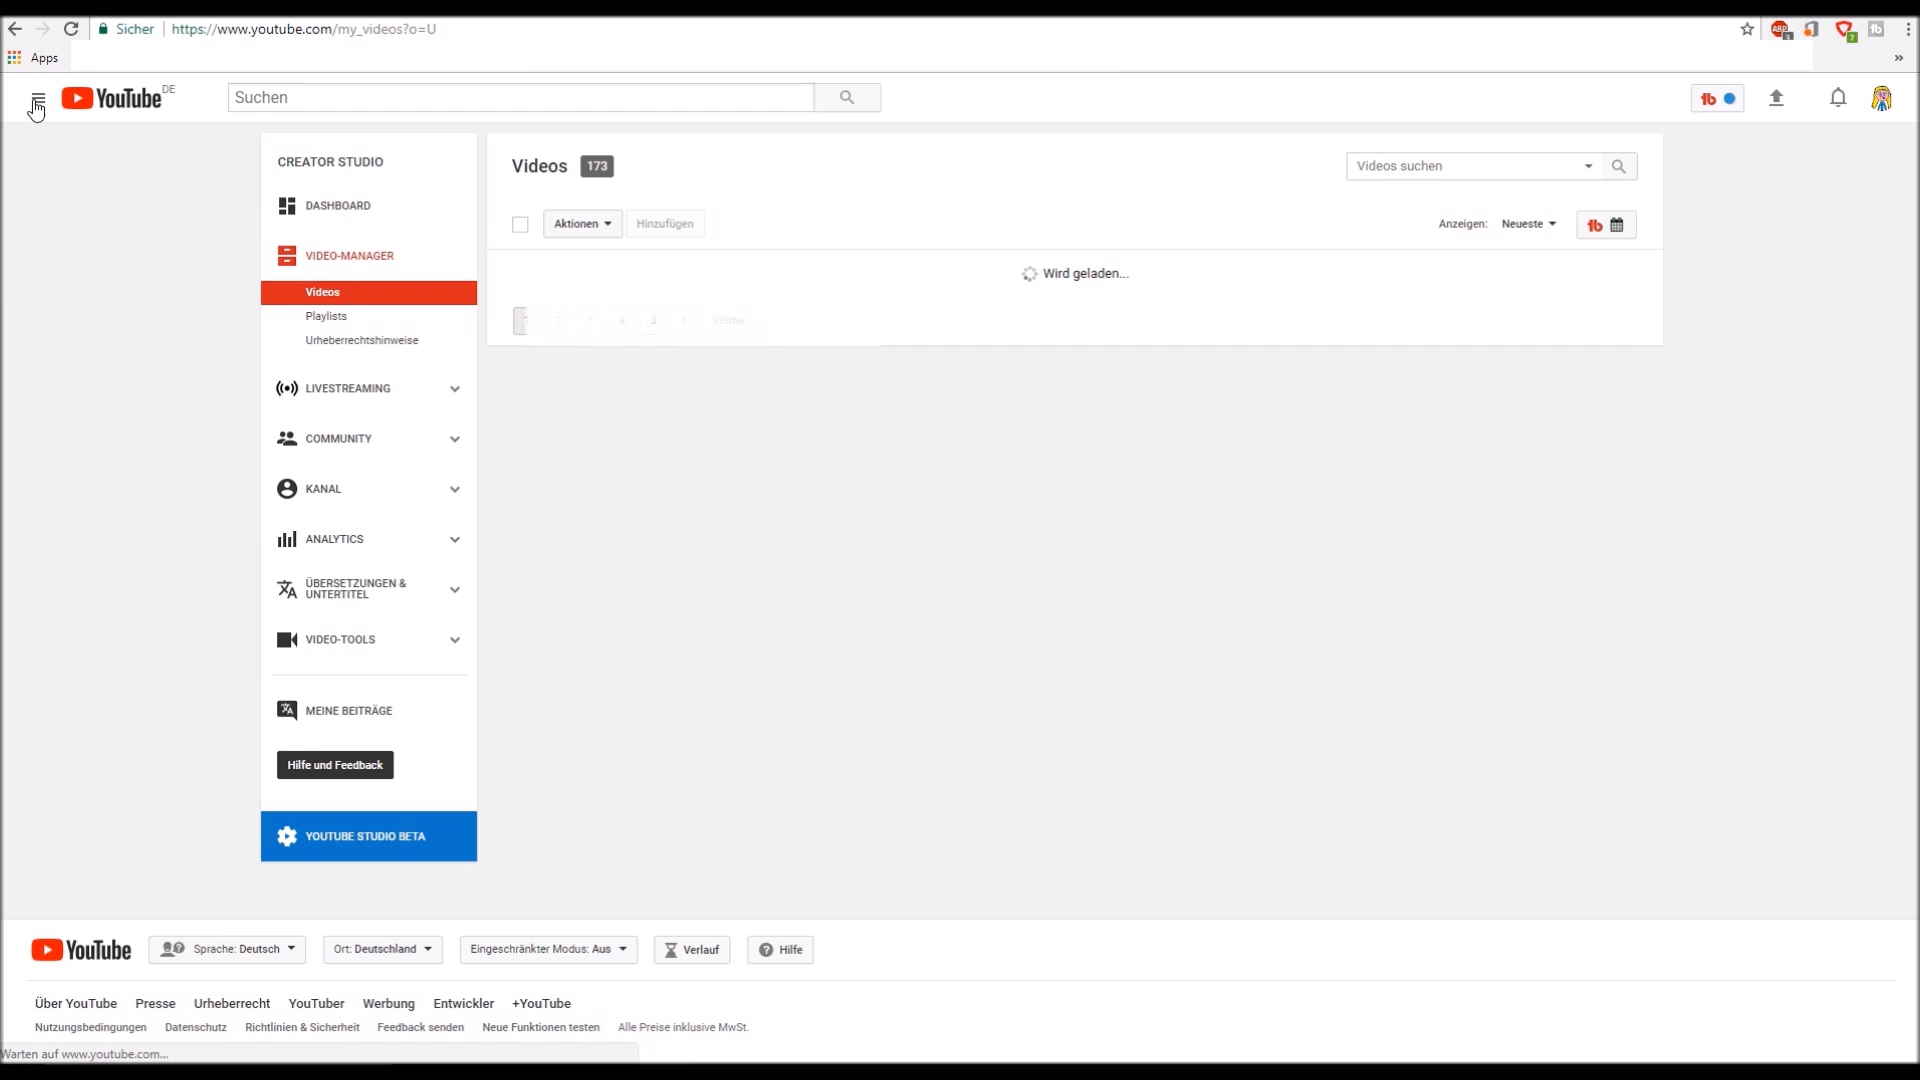 Sicher https://www.youtube.com/my_videos?o=U
Apps
YouTube DE
Suchen
CREATOR STUDIO
DASHBOARD
VIDEO-MANAGER
Videos
Playlists
Urheberrechtshinweise
LIVESTREAMING
COMMUNITY
KANAL
ANALYTICS
ÜBERSETZUNGEN &
UNTERTITEL
VIDEO-TOOLS
MEINE BEITRÄGE
Hilfe und Feedback
YOUTUBE STUDIO BETA
Videos 173
Videos suchen
Aktionen Hinzufügen
Anzeigen: Neueste
Wird geladen...
4 5 6 Weiter
YouTube Sprache: Deutsch Ort: Deutschland Eingeschränkter Modus: Aus Verlauf Hilfe
Über YouTube Presse Urheberrecht YouTuber Werbung Entwickler +YouTube
Nutzungsbedingungen Datenschutz Richtlinien & Sicherheit Feedback senden Neue Funktionen testen Alle Preise inklusive MwSt.
Warten auf www.youtube.com...